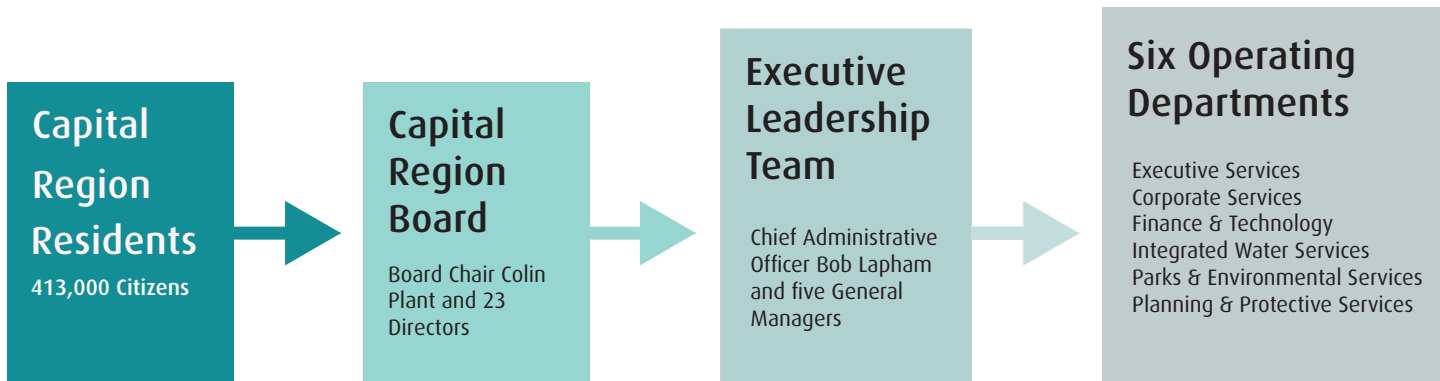 Capital
Region
Residents
413,000 Citizens
Capital
Region
Board
Board Chair Colin
Plant and 23
Directors
Executive
Leadership
Team
Chief Administrative
Officer Bob Lapham
and five General
Managers
Six Operating
Departments
Executive Services
Corporate Services
Finance & Technology
Integrated Water Services
Parks & Environmental Services
Planning & Protective Services